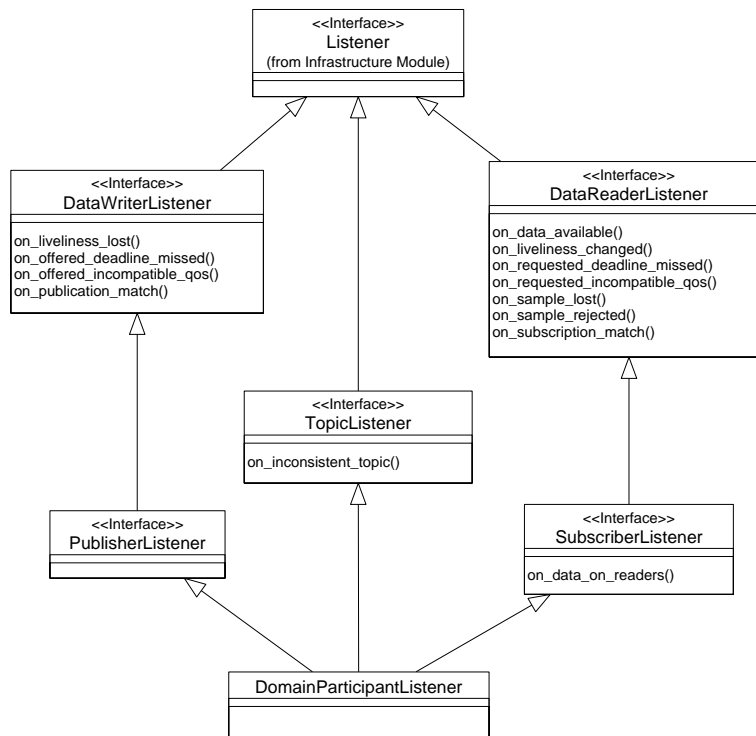 <<Interface>>
Listener
(from Infrastructure Module)
<<Interface>>
DataWriterListener
on_liveliness_lost()
on_offered_deadline_missed()
on_offered_incompatible_qos()
on_publication_match()
<<Interface>>
DataReaderListener
on_data_available()
on_liveliness_changed()
on_requested_deadline_missed()
on_requested_incompatible_qos()
on_sample_lost()
on_sample_rejected()
on_subscription_match()
<<Interface>>
TopicListener
on_inconsistent_topic()
<<Interface>>
PublisherListener
<<Interface>>
SubscriberListener
on_data_on_readers()
DomainParticipantListener